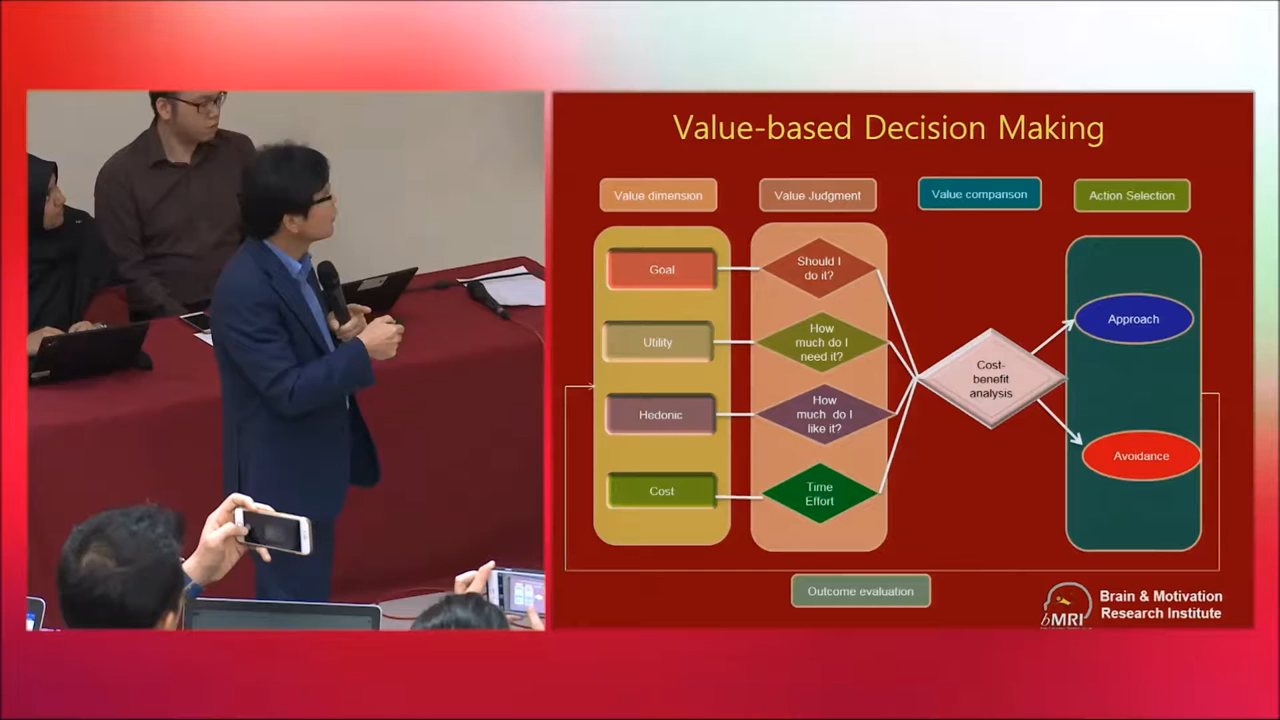 Value-based Decision Making
Value dimension
Value Judgment
Value comparison
Action Selection
Goal
Should I
do it?
Utility
How
much do I
need it?
Hedonic
How
much do I
like it?
Cost
Time
Effort
Cost-
benefit
analysis
Approach
Avoidance
Outcome evaluation
bMRI
Brain & Motivation
Research Institute